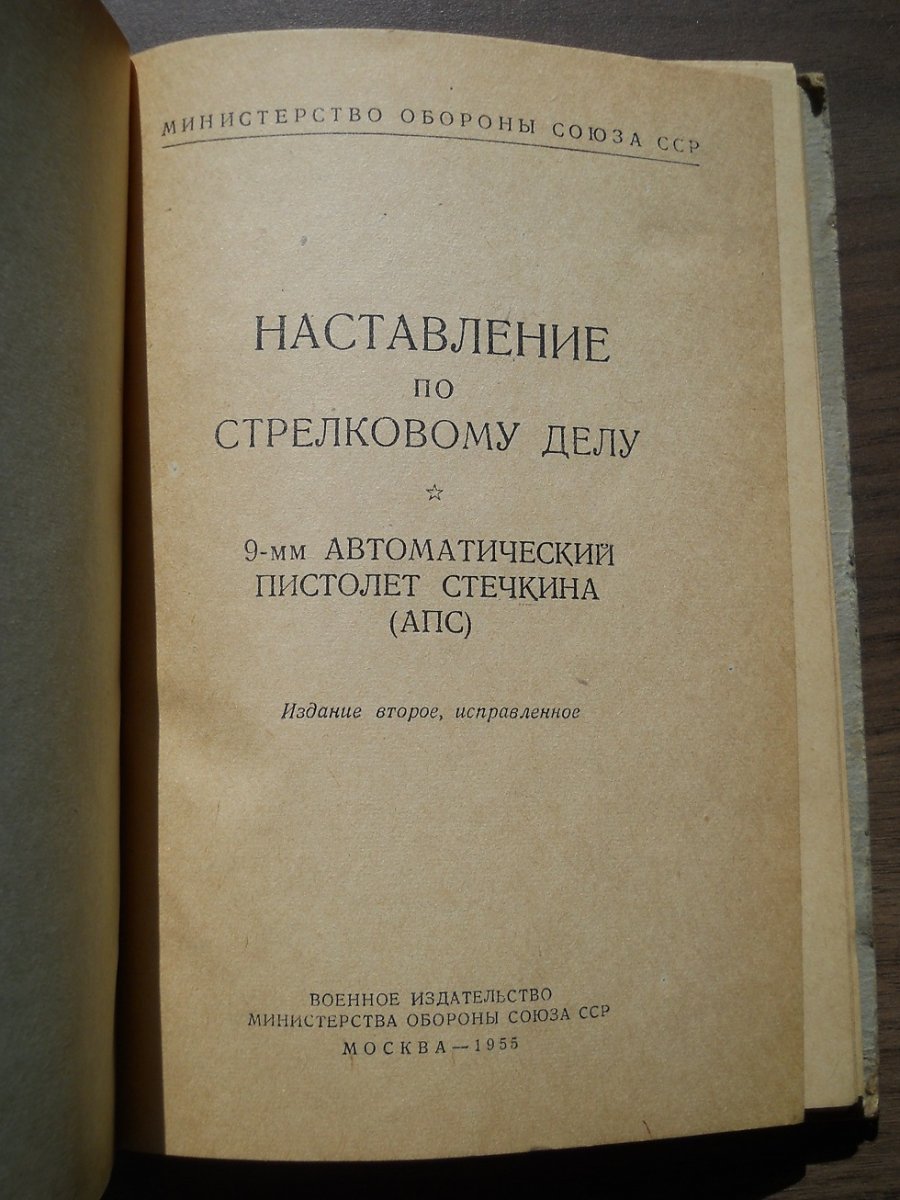 МИНИСТЕРСТВО ОБОРОНЫ СОЮЗА ССР
НАСТАВЛЕНИЕ
ПО
СТРЕЛКОВОМУ ДЕЛУ
☆
9-мм АВТОМАТИЧЕСКИЙ
ПИСТОЛЕТ СТЕЧКИНА
(АПС)
Издание второе, исправленное
ВОЕННОЕ ИЗДАТЕЛЬСТВО
МИНИСТЕРСТВА ОБОРОНЫ СОЮЗА ССР
МОСКВА—1955